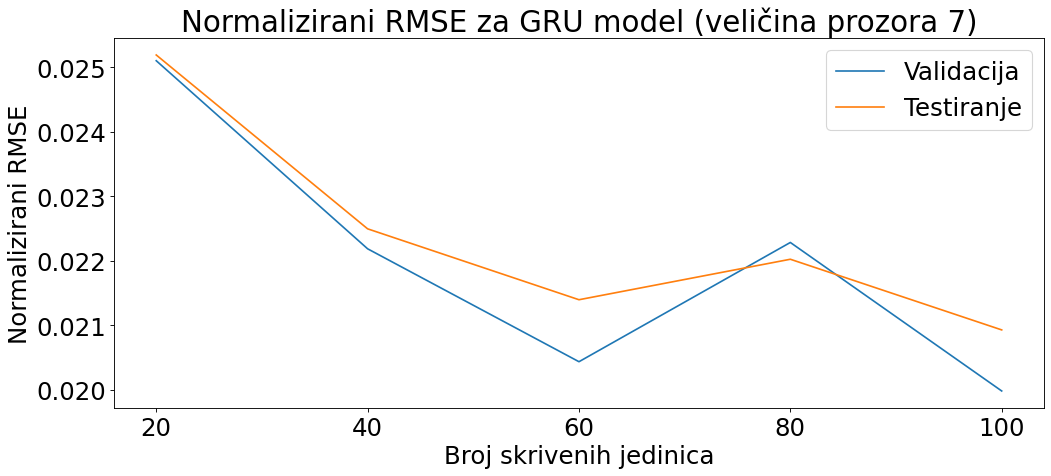 Normalizirani RMSE za GRU model (veličina prozora 7)
Validacija
Testiranje
Normalizirani RMSE
0.025
0.024
0.023
0.022
0.021
0.020
20 40 60 80 100
Broj skrivenih jedinica